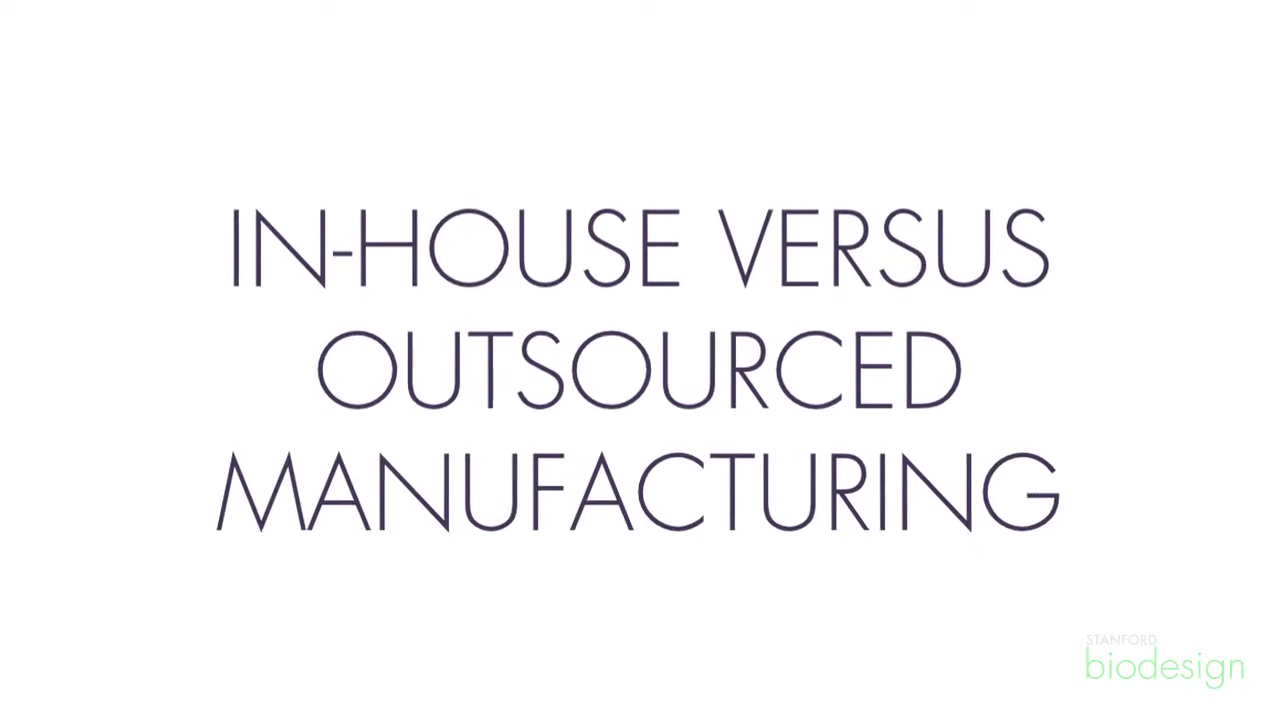 IN-HOUSE VERSUS
OUTSOURCED
MANUFACTURING
STANFORD
biodesign